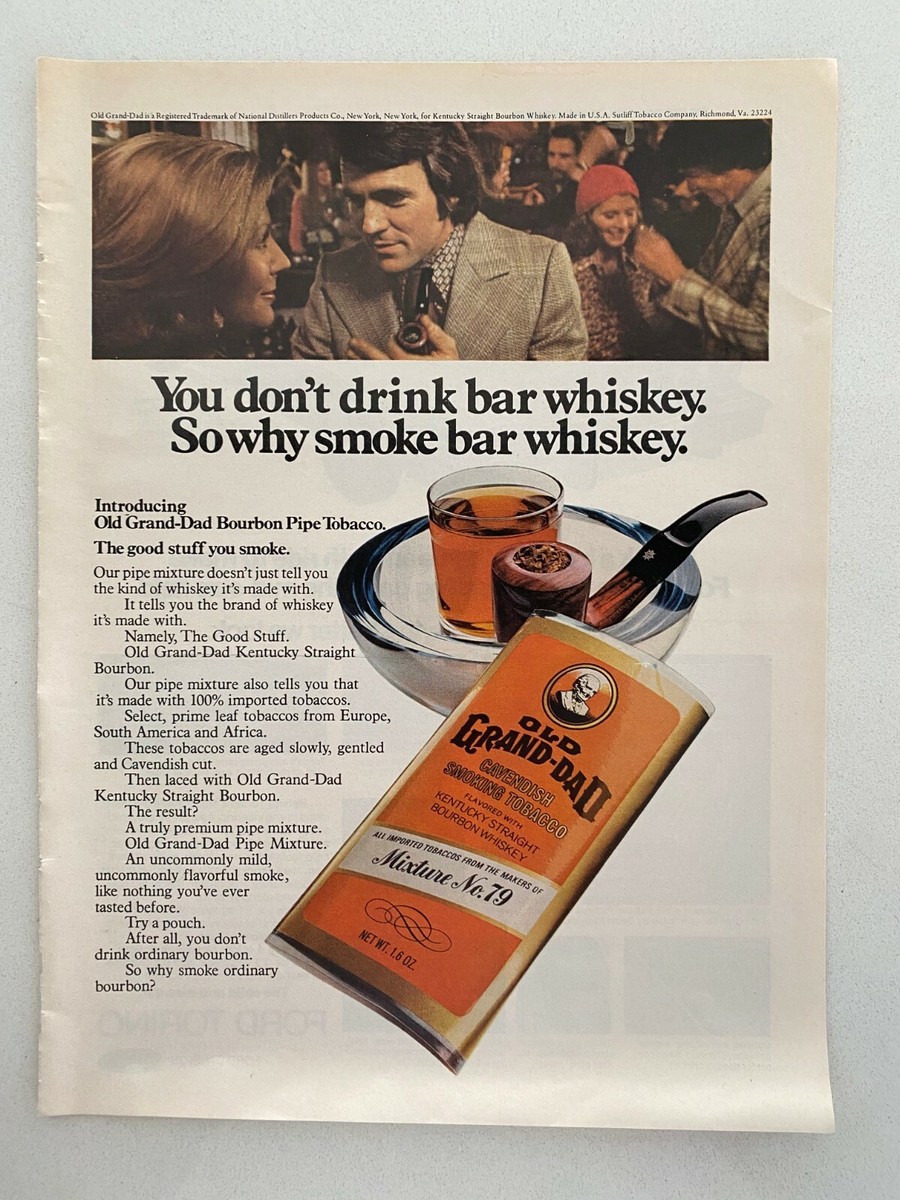 Old Grand-Dad is a Registered Trademark of National Distillers Products Co., New York, New York, for Kentucky Straight Bourbon Whiskey. Made in U.S.A. Sutliff Tobacco Company, Richmond, Va. 23224
You don't drink bar whiskey.
So why smoke bar whiskey.
Introducing
Old Grand-Dad Bourbon Pipe Tobacco.
The good stuff you smoke.
Our pipe mixture doesn't just tell you
the kind of whiskey it's made with.
It tells you the brand of whiskey
it's made with.
Namely, The Good Stuff.
Old Grand-Dad Kentucky Straight
Bourbon.
Our pipe mixture also tells you that
it's made with 100% imported tobaccos.
Select, prime leaf tobaccos from Europe,
South America and Africa.
These tobaccos are aged slowly, gentled
and Cavendish cut.
Then laced with Old Grand-Dad
Kentucky Straight Bourbon.
The result?
A truly premium pipe mixture.
Old Grand-Dad Pipe Mixture.
An uncommonly mild,
uncommonly flavorful smoke,
like nothing you've ever
tasted before.
Try a pouch.
After all, you don't
drink ordinary bourbon.
So why smoke ordinary
bourbon?
OLD
GRAND-DAD
CAVENDISH
SMOKING TOBACCO
FLAVORED WITH
KENTUCKY STRAIGHT
BOURBON WHISKEY
ALL IMPORTED TOBACCOS FROM THE MAKERS OF
Mixture No. 79
NET WT. 1.6 OZ.
FORD TORINO